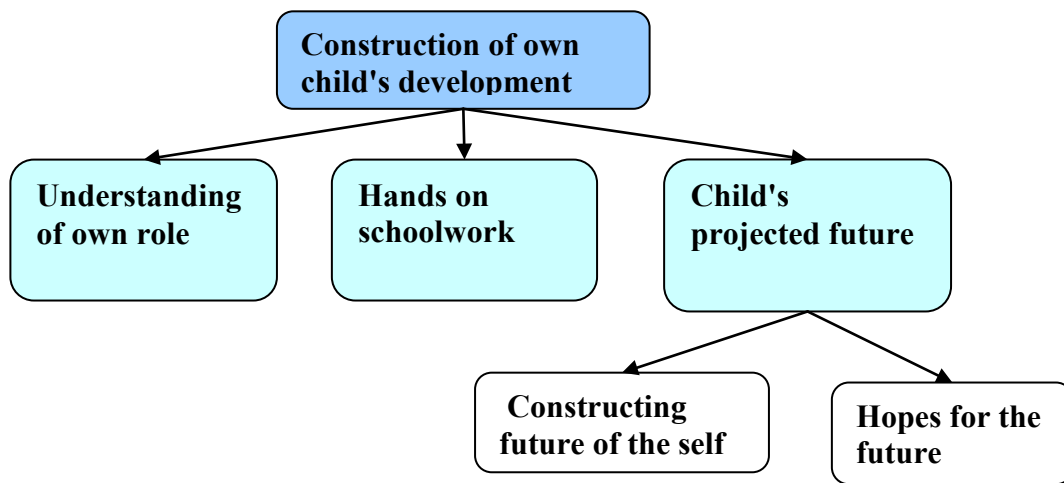 Construction of own
child's development
Understanding
of own role
Hands on
schoolwork
Child's
projected future
Constructing
future of the self
Hopes for the
future